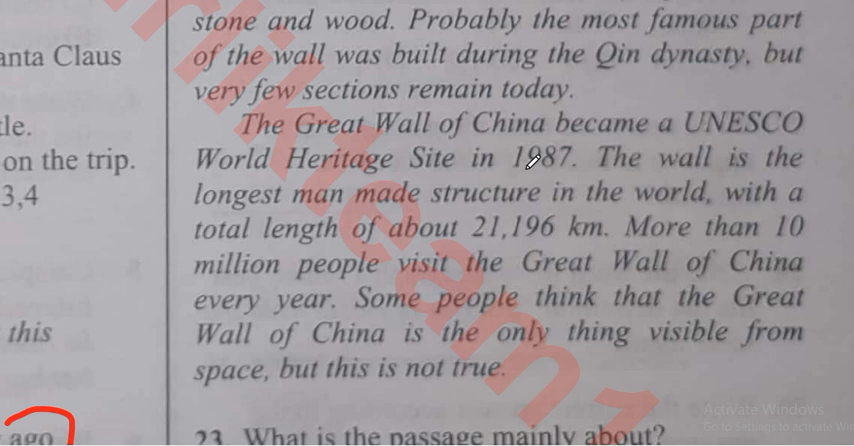 stone and wood. Probably the most famous part
of the wall was built during the Qin dynasty, but
very few sections remain today.
The Great Wall of China became a UNESCO
World Heritage Site in 1987. The wall is the
longest man made structure in the world, with a
total length of about 21,196 km. More than 10
million people visit the Great Wall of China
every year. Some people think that the Great
Wall of China is the only thing visible from
space, but this is not true.
23. What is the passage mainly about?
anta Claus
tle.
on the trip.
3,4
this
ago
Activate Windows
Go to Settings to activate Win